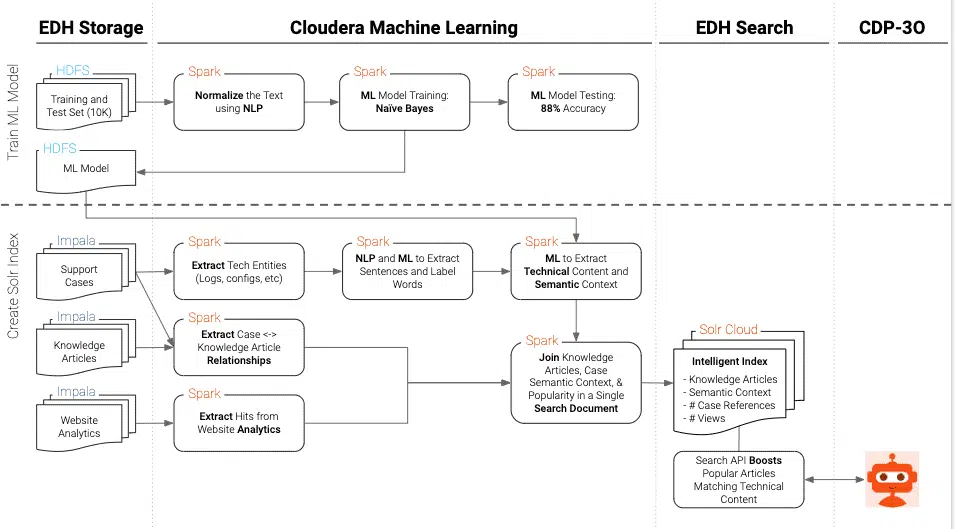 EDH Storage
Cloudera Machine Learning
EDH Search
CDP-3O
Train ML Model
HDFS
Training and
Test Set (10K)
Spark
Normalize the Text
using NLP
Spark
ML Model Training:
Naïve Bayes
Spark
ML Model Testing:
88% Accuracy
HDFS
ML Model
Create Solr Index
Impala
Support
Cases
Spark
Extract Tech Entities
(Logs, configs, etc)
Spark
NLP and ML to Extract
Sentences and Label
Words
Spark
ML to Extract
Technical Content and
Semantic Context
Impala
Knowledge
Articles
Spark
Extract Case <->
Knowledge Article
Relationships
Spark
Join Knowledge
Articles, Case
Semantic Context, &
Popularity in a Single
Search Document
Solr Cloud
Intelligent Index
- Knowledge Articles
- Semantic Context
- # Case References
- # Views
Impala
Website
Analytics
Spark
Extract Hits from
Website Analytics
Search API Boosts
Popular Articles
Matching Technical
Content